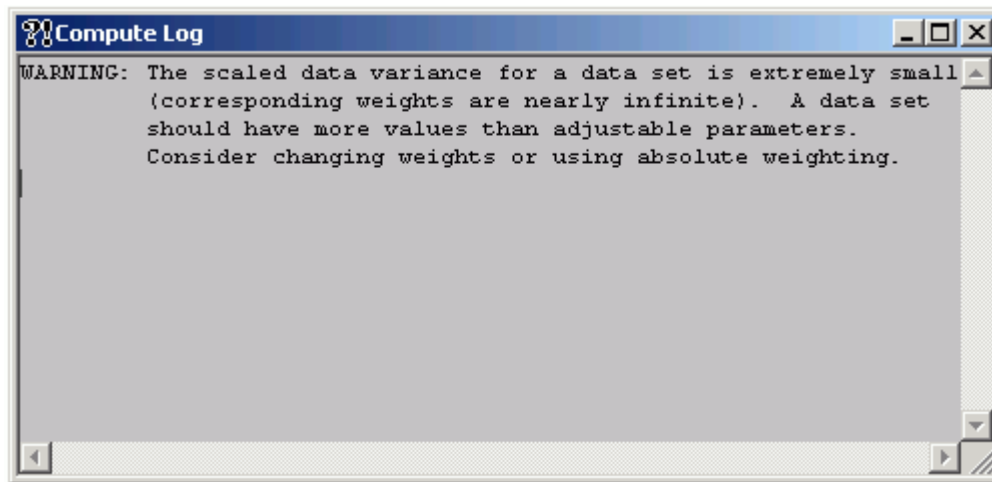 Compute Log
WARNING: The scaled data variance for a data set is extremely small
(corresponding weights are nearly infinite). A data set
should have more values than adjustable parameters.
Consider changing weights or using absolute weighting.